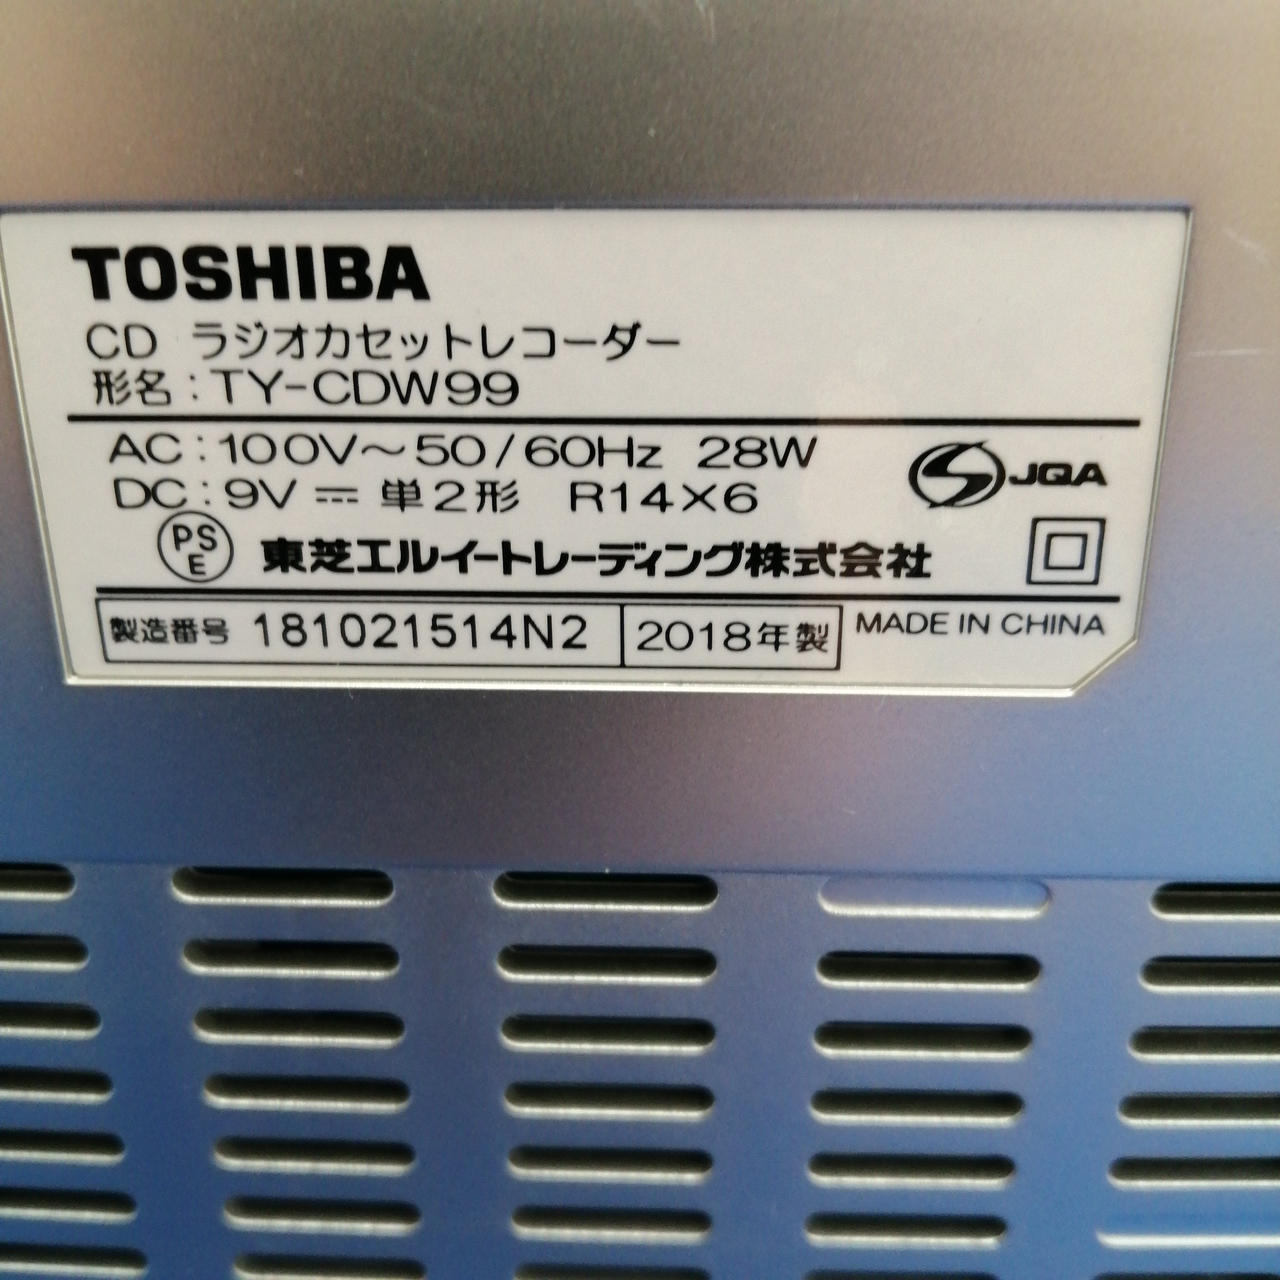 TOSHIBA
CD ラジオカセットレコーダー
形名:TY-CDW99
AC:100V～50/60Hz 28W
DC:9V⎓単2形 R14×6
JQA
PSE
東芝エルイートレーディング株式会社
製造番号 181021514N2 2018年製 MADE IN CHINA